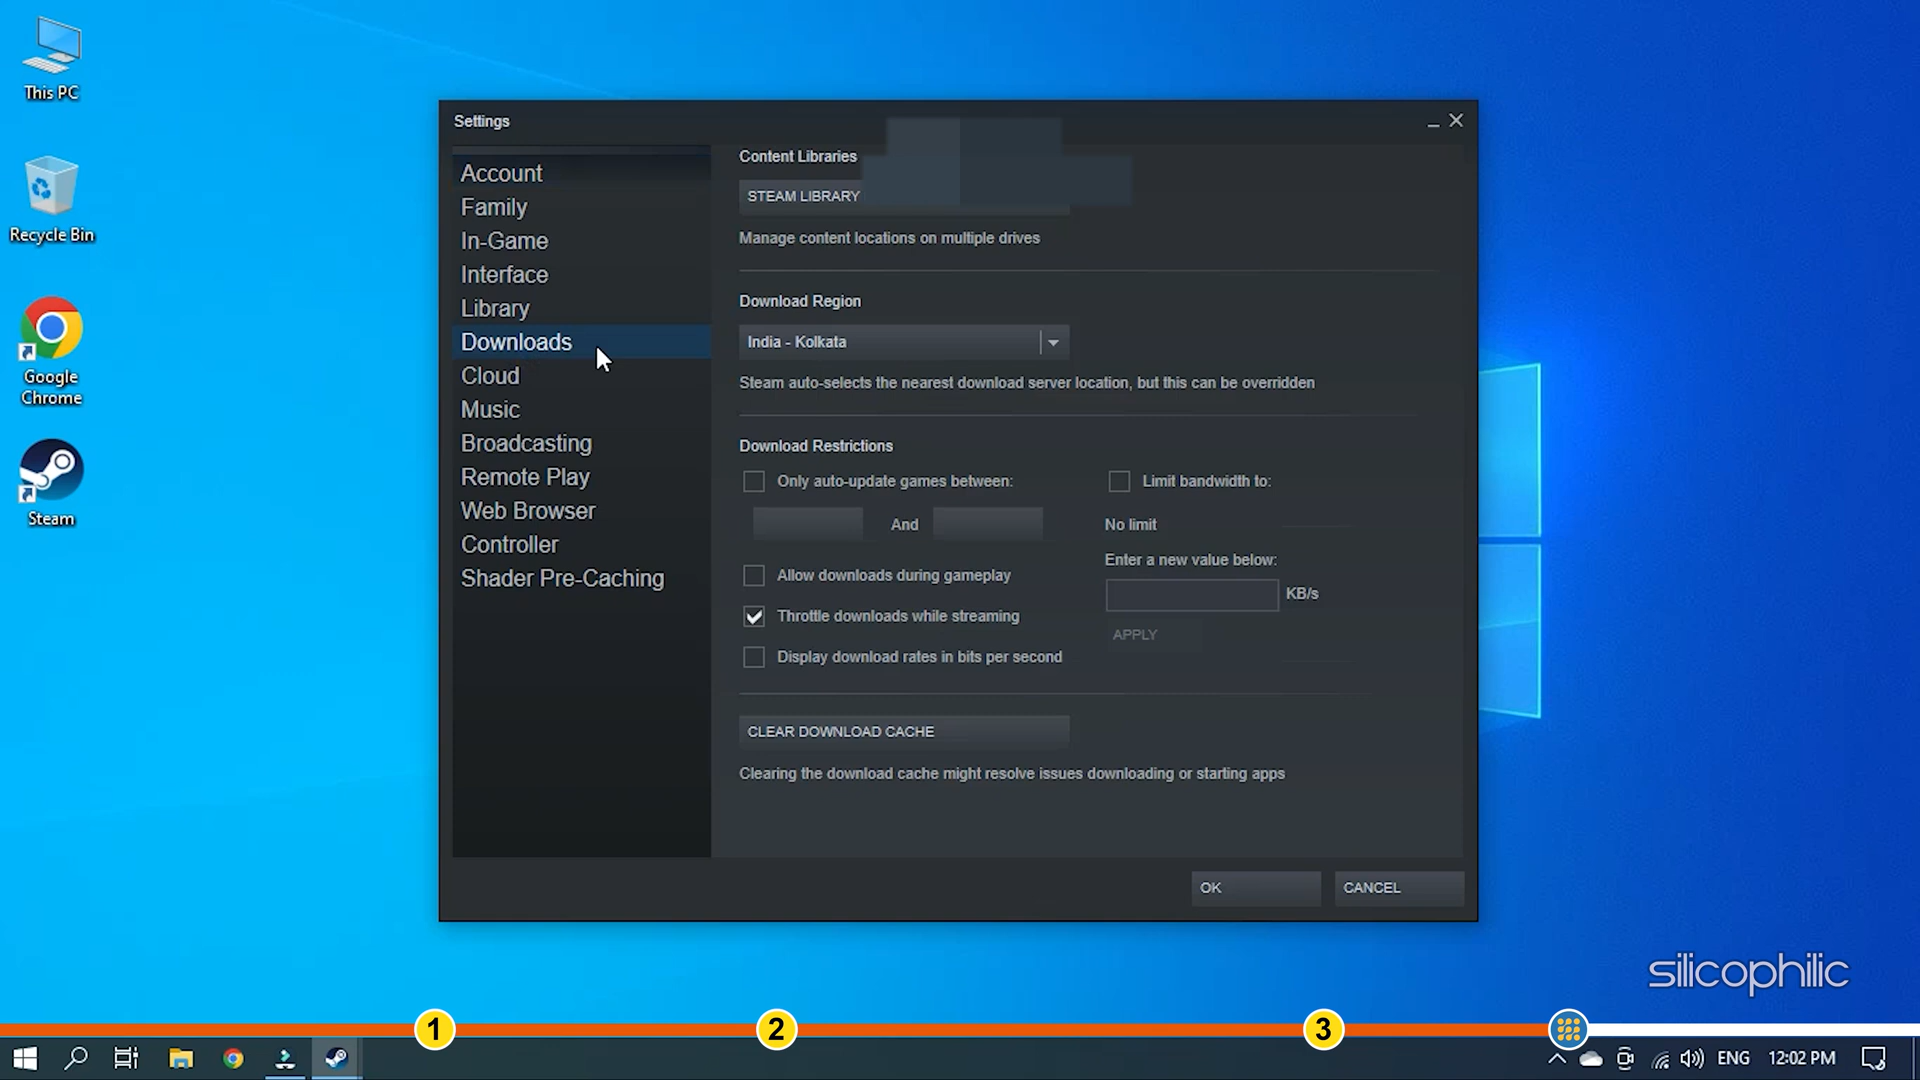 This PC
Recycle Bin
Google
Chrome
Steam
Settings
Account
Family
In-Game
Interface
Library
Downloads
Cloud
Music
Broadcasting
Remote Play
Web Browser
Controller
Shader Pre-Caching
Content Libraries
STEAM LIBRARY
Manage content locations on multiple drives
Download Region
India - Kolkata
Steam auto-selects the nearest download server location, but this can be overridden
Download Restrictions
Only auto-update games between:
And
Allow downloads during gameplay
Throttle downloads while streaming
Display download rates in bits per second
Limit bandwidth to:
No limit
Enter a new value below:
KB/s
APPLY
CLEAR DOWNLOAD CACHE
Clearing the download cache might resolve issues downloading or starting apps
OK
CANCEL
silicophilic
1
2
3
ENG
12:02 PM